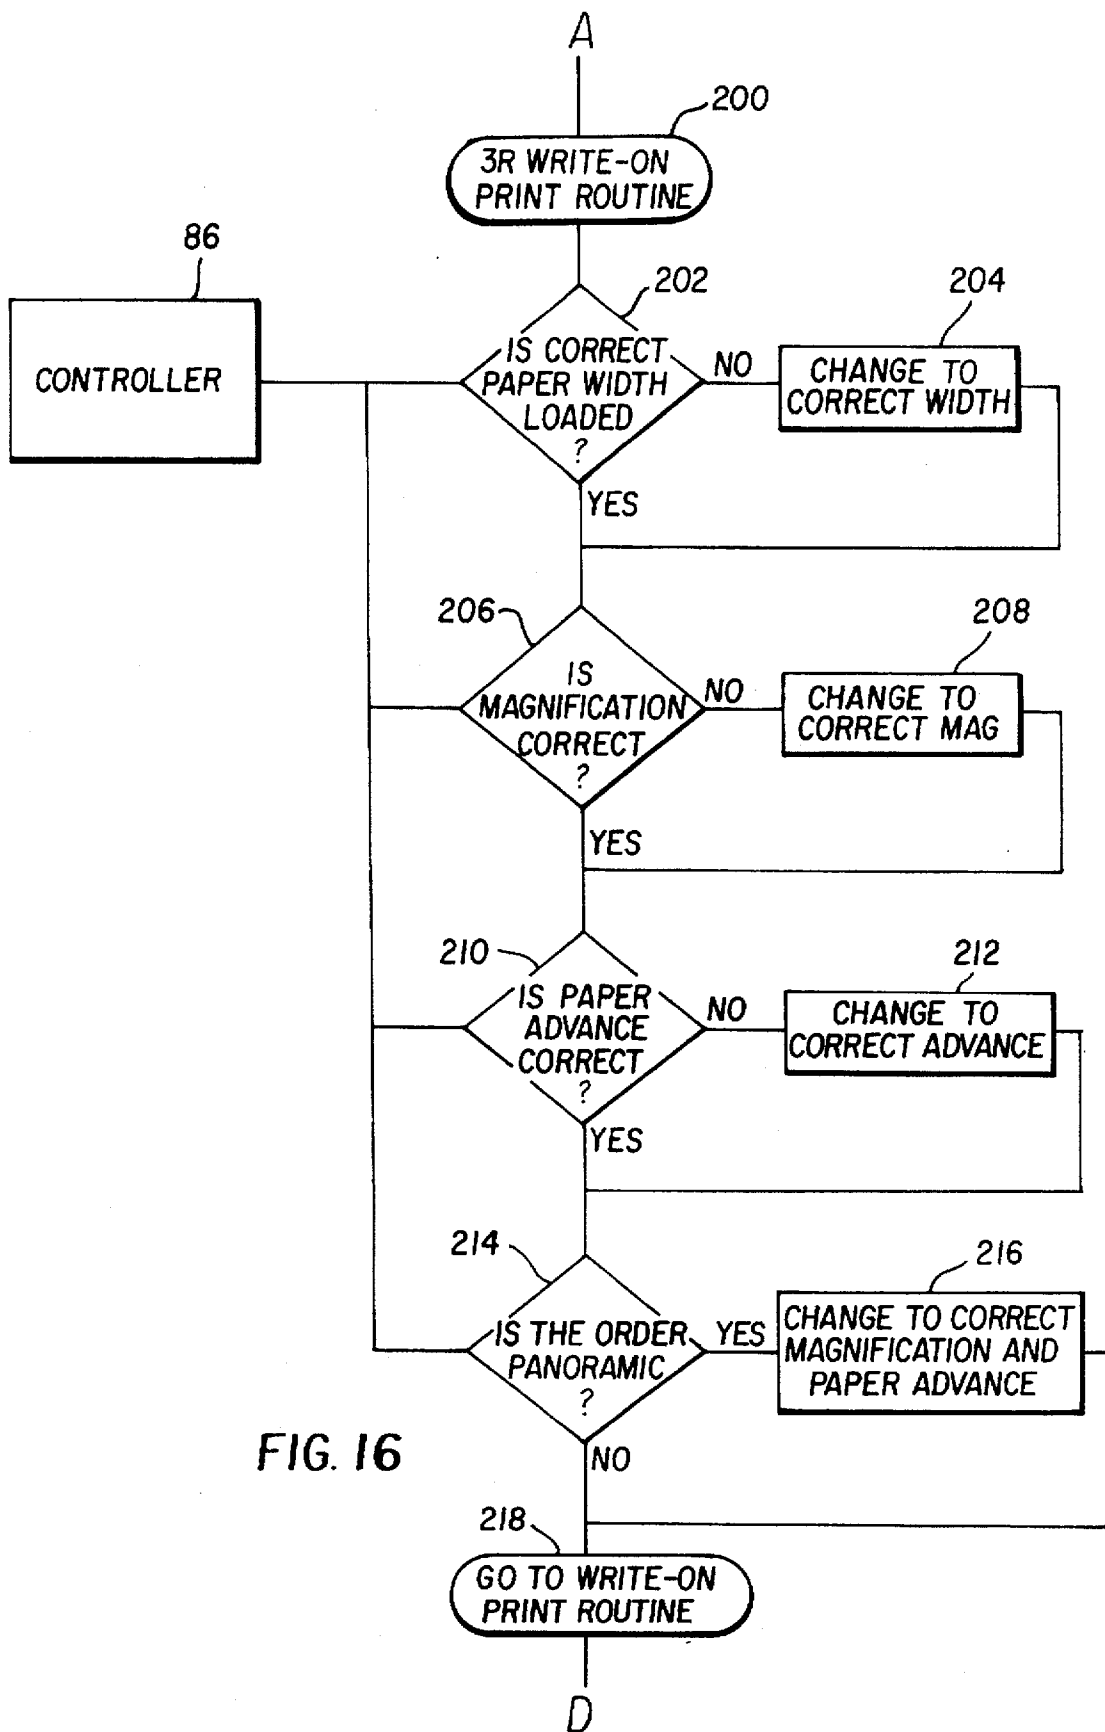 A
200
3R WRITE-ON
PRINT ROUTINE
86
CONTROLLER
202
IS CORRECT
PAPER WIDTH
LOADED
?
NO
204
CHANGE TO
CORRECT WIDTH
YES
206
IS
MAGNIFICATION
CORRECT
?
NO
208
CHANGE TO
CORRECT MAG
YES
210
IS PAPER
ADVANCE
CORRECT
?
NO
212
CHANGE TO
CORRECT ADVANCE
YES
214
IS THE ORDER
PANORAMIC
?
YES
216
CHANGE TO CORRECT
MAGNIFICATION AND
PAPER ADVANCE
NO
FIG. 16
218
GO TO WRITE-ON
PRINT ROUTINE
D